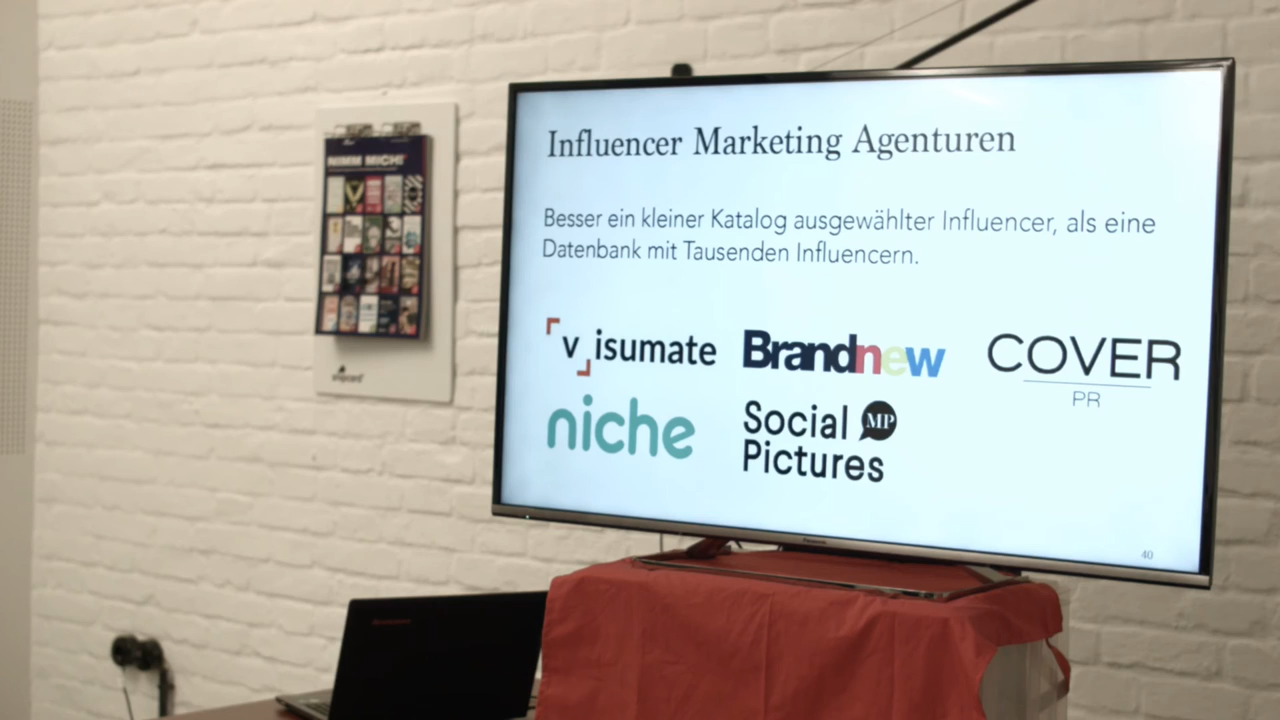 NIMM MICH!
Influencer Marketing Agenturen
Besser ein kleiner Katalog ausgewählter Influencer, als eine
Datenbank mit Tausenden Influencern.
visumate
Brandnew
COVER
PR
niche
Social MP
Pictures
40
Panasonic